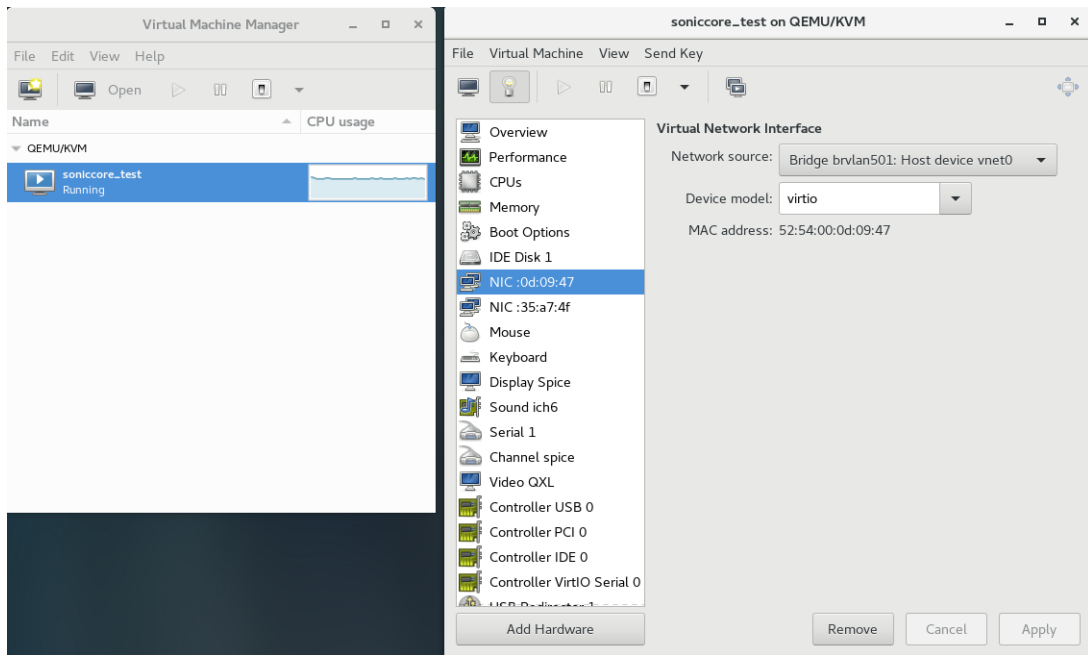 Virtual Machine Manager
File Edit View Help
Open
Name CPU usage
QEMU/KVM
soniccore_test
Running
soniccore_test on QEMU/KVM
File Virtual Machine View Send Key
Overview
Performance
CPUs
Memory
Boot Options
IDE Disk 1
NIC :0d:09:47
NIC :35:a7:4f
Mouse
Keyboard
Display Spice
Sound ich6
Serial 1
Channel spice
Video QXL
Controller USB 0
Controller PCI 0
Controller IDE 0
Controller VirtIO Serial 0
USB Redirector 1
Add Hardware
Virtual Network Interface
Network source: Bridge brvlan501: Host device vnet0
Device model: virtio
MAC address: 52:54:00:0d:09:47
Remove Cancel Apply